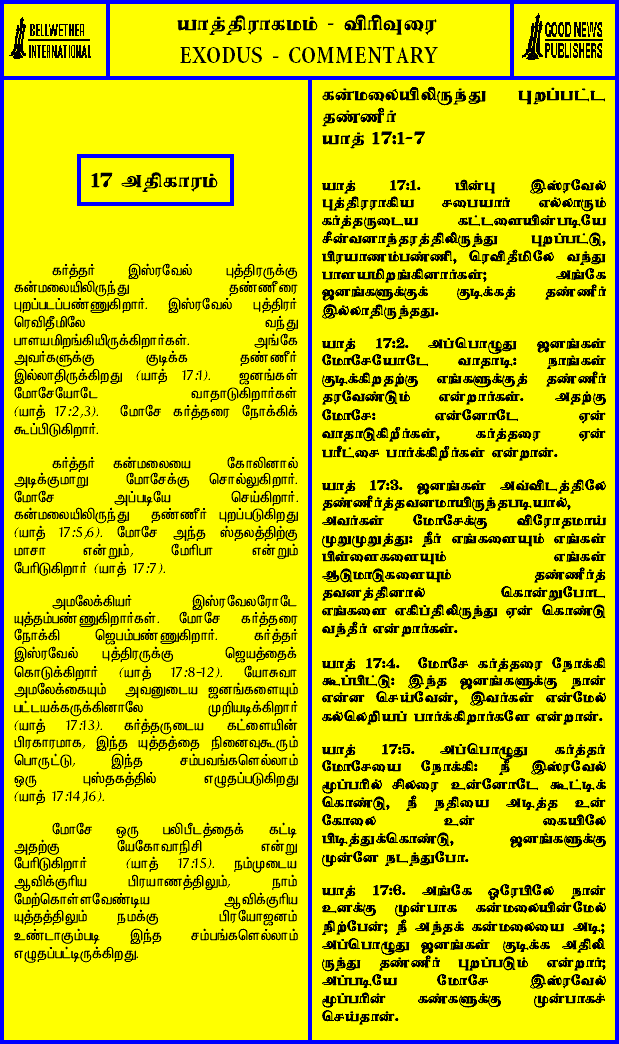 BELLWETHER
INTERNATIONAL
யாத்திராகமம் - விரிவுரை
EXODUS - COMMENTARY
GOOD NEWS
PUBLISHERS
17 அதிகாரம்
கர்த்தர் இஸ்ரவேல் புத்திரருக்கு
கன்மலையிலிருந்து தண்ணீரை
புறப்படப்பண்ணுகிறார். இஸ்ரவேல் புத்திரர்
ரெவிதீமிலே வந்து
பாளயமிறங்கியிருக்கிறார்கள். அங்கே
அவர்களுக்கு குடிக்க தண்ணீர்
இல்லாதிருக்கிறது (யாத் 17:1). ஜனங்கள்
மோசேயோடே வாதாடுகிறார்கள்
(யாத் 17:2,3). மோசே கர்த்தரை நோக்கிக்
கூப்பிடுகிறார்.
கர்த்தர் கன்மலையை கோலினால்
அடிக்குமாறு மோசேக்கு சொல்லுகிறார்.
மோசே அப்படியே செய்கிறார்.
கன்மலையிலிருந்து தண்ணீர் புறப்படுகிறது
(யாத் 17:5,6). மோசே அந்த ஸ்தலத்திற்கு
மாசா என்றும், மேரிபா என்றும்
பேரிடுகிறார் (யாத் 17:7).
அமலேக்கியர் இஸ்ரவேலரோடே
யுத்தம்பண்ணுகிறார்கள். மோசே கர்த்தரை
நோக்கி ஜெபம்பண்ணுகிறார். கர்த்தர்
இஸ்ரவேல் புத்திரருக்கு ஜெயத்தைக்
கொடுக்கிறார் (யாத் 17:8-12). யோசுவா
அமலேக்கையும் அவனுடைய ஜனங்களையும்
பட்டயக்கருக்கினாலே முறியடிக்கிறார்
(யாத் 17:13). கர்த்தருடைய கட்ளையின்
பிரகாரமாக, இந்த யுத்தத்தை நினைவுகூரும்
பொருட்டு, இந்த சம்பவங்களெல்லாம்
ஒரு புஸ்தகத்தில் எழுதப்படுகிறது
(யாத் 17:14,16).
மோசே ஒரு பலிபீடத்தைக் கட்டி
அதற்கு யேகோவாநிசி என்று
பேரிடுகிறார் (யாத் 17:15). நம்முடைய
ஆவிக்குரிய பிரயாணத்திலும், நாம்
மேற்கொள்ளவேண்டிய ஆவிக்குரிய
யுத்தத்திலும் நமக்கு பிரயோஜனம்
உண்டாகும்படி இந்த சம்பங்களெல்லாம்
எழுதப்பட்டிருக்கிறது.
கன்மலையிலிருந்து புறப்பட்ட
தண்ணீர்
யாத் 17:1-7
யாத் 17:1. பின்பு இஸ்ரவேல்
புத்திரராகிய சபையார் எல்லாரும்
கர்த்தருடைய கட்டளையின்படியே
சீன்வனாந்தரத்திலிருந்து புறப்பட்டு,
பிரயாணம்பண்ணி, ரெவிதீமிலே வந்து
பாளயமிறங்கினார்கள்; அங்கே
ஜனங்களுக்குக் குடிக்கத் தண்ணீர்
இல்லாதிருந்தது.
யாத் 17:2. அப்பொழுது ஜனங்கள்
மோசேயோடே வாதாடி: நாங்கள்
குடிக்கிறதற்கு எங்களுக்குத் தண்ணீர்
தரவேண்டும் என்றார்கள். அதற்கு
மோசே: என்னோடே ஏன்
வாதாடுகிறீர்கள், கர்த்தரை ஏன்
பரீட்சை பார்க்கிறீர்கள் என்றான்.
யாத் 17:3. ஜனங்கள் அவ்விடத்திலே
தண்ணீர்த்தவனமாயிருந்தபடியால்,
அவர்கள் மோசேக்கு விரோதமாய்
முறுமுறுத்து: நீர் எங்களையும் எங்கள்
பிள்ளைகளையும் எங்கள்
ஆடுமாடுகளையும் தண்ணீர்த்
தவனத்தினால் கொன்றுபோட
எங்களை எகிப்திலிருந்து ஏன் கொண்டு
வந்தீர் என்றார்கள்.
யாத் 17:4. மோசே கர்த்தரை நோக்கி
கூப்பிட்டு: இந்த ஜனங்களுக்கு நான்
என்ன செய்வேன், இவர்கள் என்மேல்
கல்லெறியப் பார்க்கிறார்களே என்றான்.
யாத் 17:5. அப்பொழுது கர்த்தர்
மோசேயை நோக்கி: நீ இஸ்ரவேல்
மூப்பரில் சிலரை உன்னோடே கூட்டிக்
கொண்டு, நீ நதியை அடித்த உன்
கோலை உன் கையிலே
பிடித்துக்கொண்டு, ஜனங்களுக்கு
முன்னே நடந்துபோ.
யாத் 17:6. அங்கே ஓரேபிலே நான்
உனக்கு முன்பாக கன்மலையின்மேல்
நிற்பேன்; நீ அந்தக் கன்மலையை அடி;
அப்பொழுது ஜனங்கள் குடிக்க அதிலி
ருந்து தண்ணீர் புறப்படும் என்றார்;
அப்படியே மோசே இஸ்ரவேல்
மூப்பரின் கண்களுக்கு முன்பாகச்
செய்தான்.